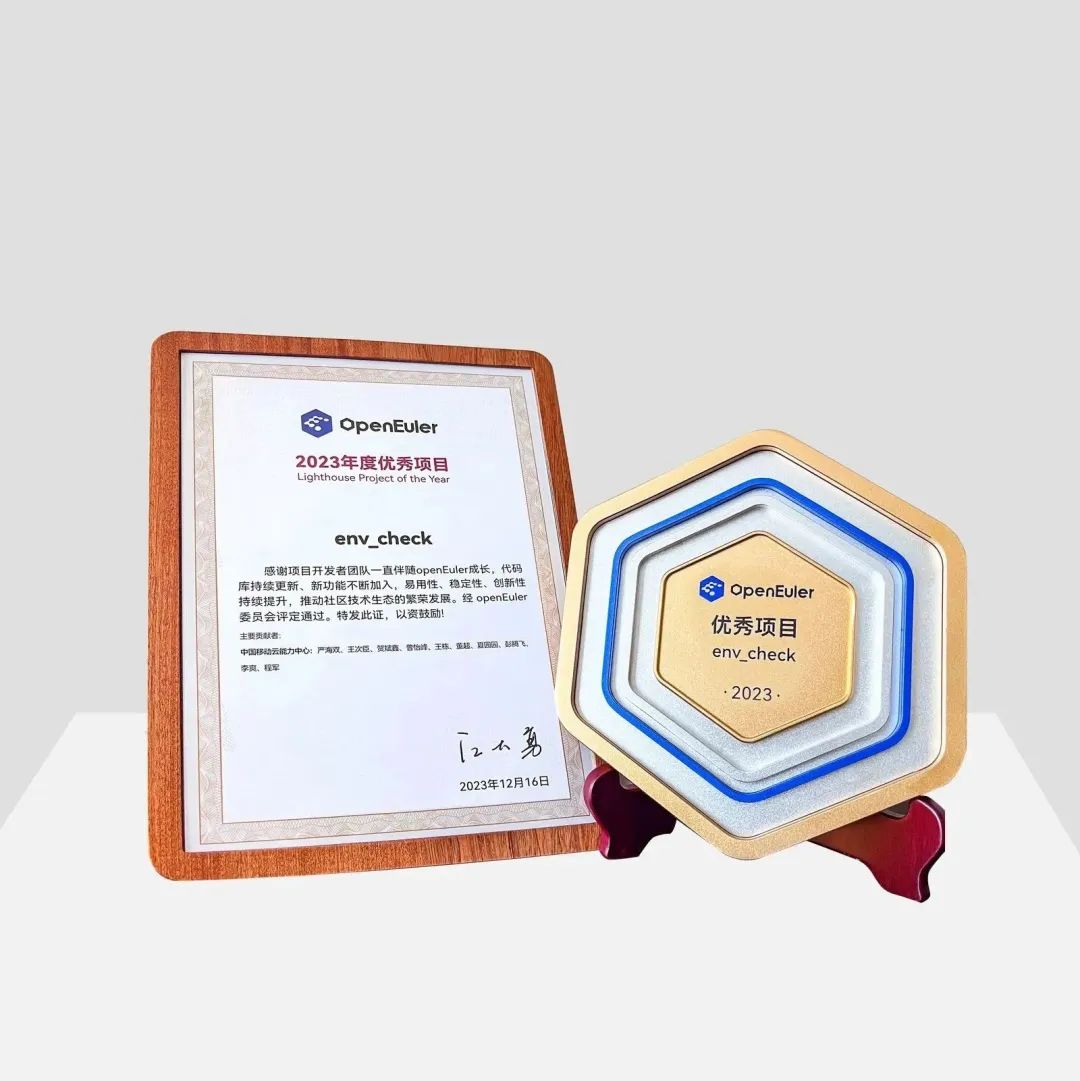 OpenEuler
2023年度优秀项目
Lighthouse Project of the Year
env_check
感谢项目开发者团队一直伴随openEuler成长，代码
库持续更新、新功能不断加入，易用性、稳定性、创新性
持续提升，推动社区技术生态的繁荣发展。经 openEuler
委员会评定通过。特发此证，以资鼓励!
主要贡献者:
中国移动云能力中心：严海双、王次臣、贺斌鑫、曾怡峰、王栋、董超、夏囡囡、彭腾飞、
李爽、程军
江大勇
2023年12月16日
OpenEuler
优秀项目
env_check
·2023·